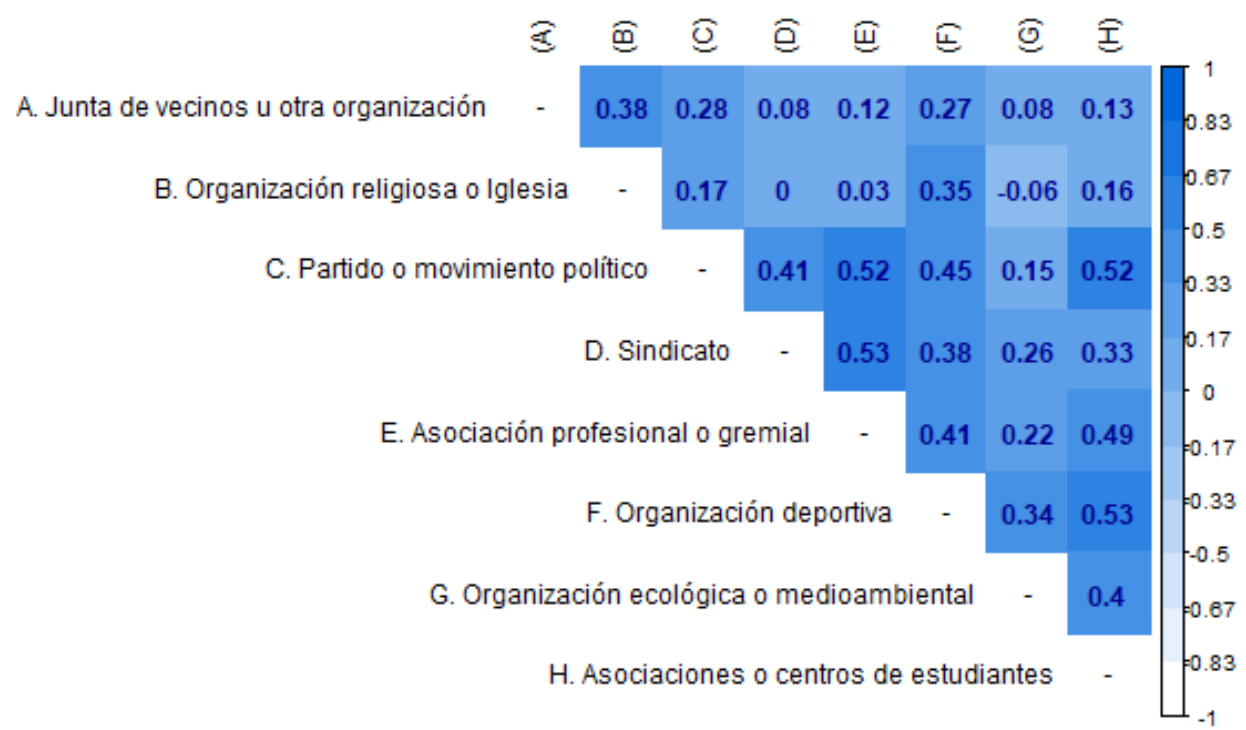 (A) (B) (C) (D) (E) (F) (G) (H)
A. Junta de vecinos u otra organización - 0.38 0.28 0.08 0.12 0.27 0.08 0.13
B. Organización religiosa o Iglesia - 0.17 0 0.03 0.35 -0.06 0.16
C. Partido o movimiento político - 0.41 0.52 0.45 0.15 0.52
D. Sindicato - 0.53 0.38 0.26 0.33
E. Asociación profesional o gremial - 0.41 0.22 0.49
F. Organización deportiva - 0.34 0.53
G. Organización ecológica o medioambiental - 0.4
H. Asociaciones o centros de estudiantes -
1
0.83
0.67
0.5
0.33
0.17
0
-0.17
-0.33
-0.5
-0.67
-0.83
-1